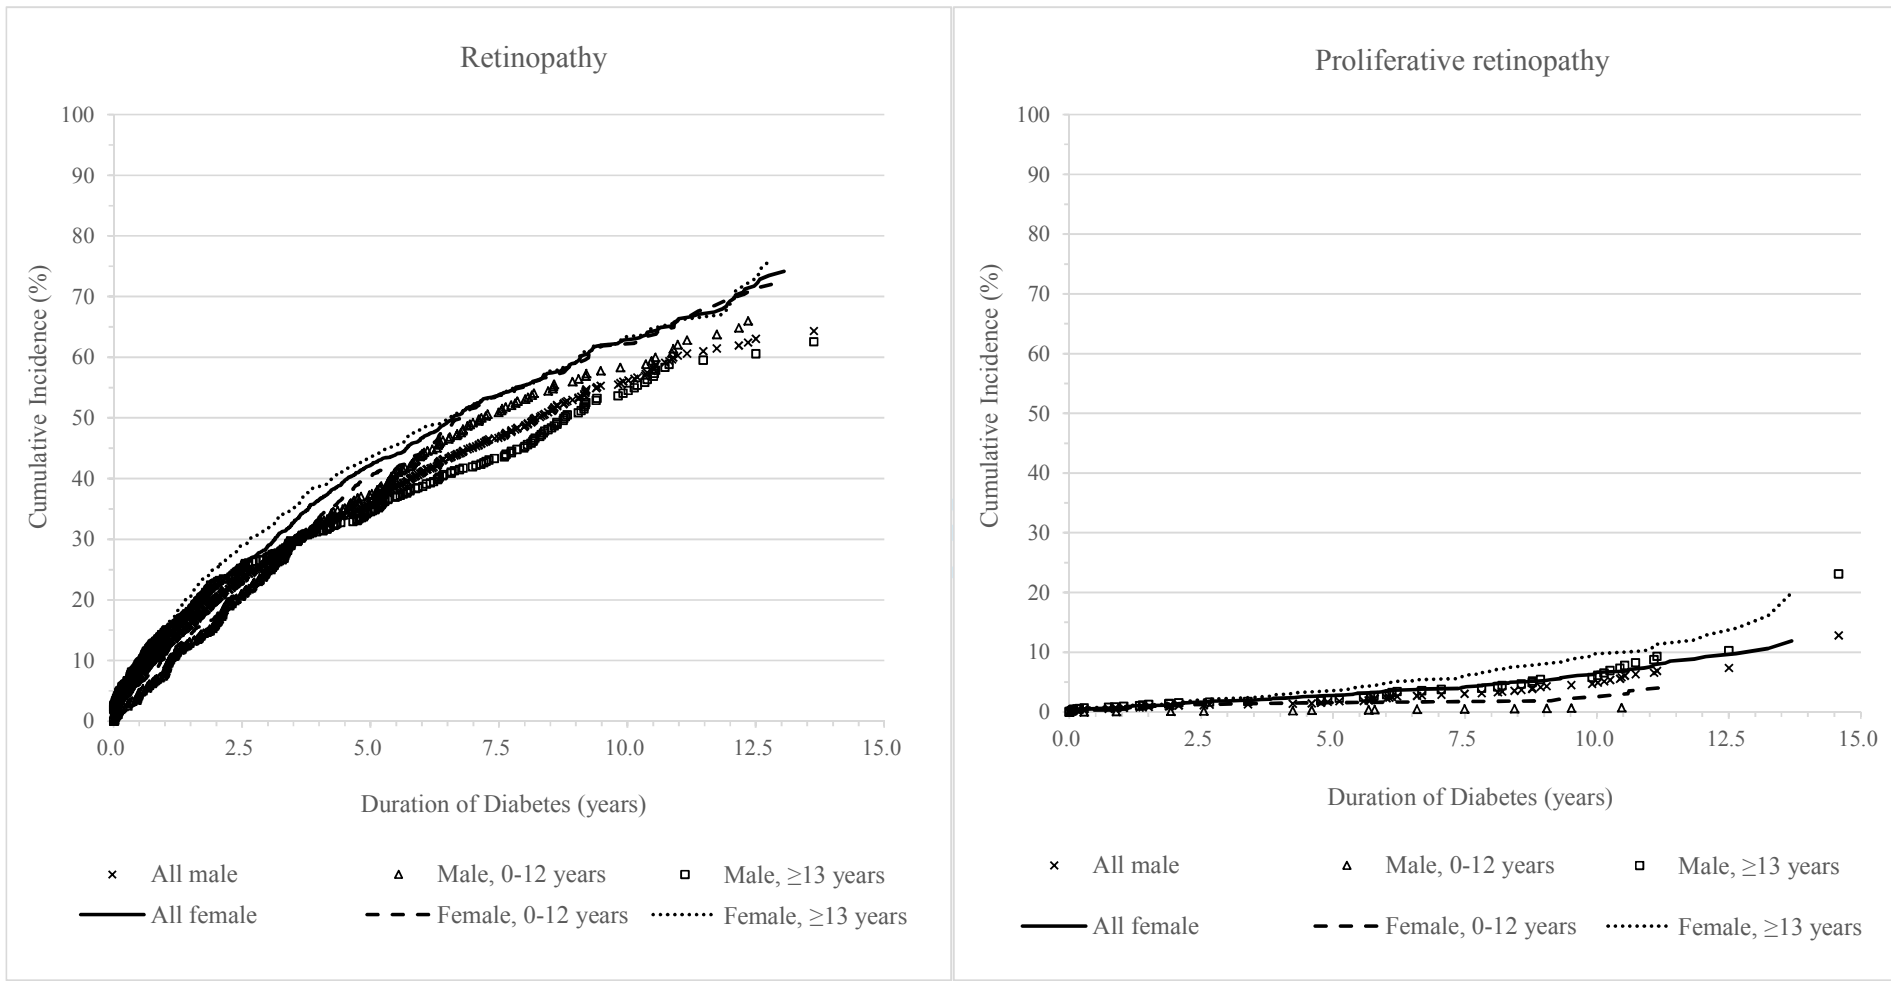 Retinopathy
Cumulative Incidence (%)
100
90
80
70
60
50
40
30
20
10
0
0.0 2.5 5.0 7.5 10.0 12.5 15.0
Duration of Diabetes (years)
All male Male, 0-12 years Male, ≥13 years
All female Female, 0-12 years Female, ≥13 years
Proliferative retinopathy
Cumulative Incidence (%)
100
90
80
70
60
50
40
30
20
10
0
0.0 2.5 5.0 7.5 10.0 12.5 15.0
Duration of Diabetes (years)
All male Male, 0-12 years Male, ≥13 years
All female Female, 0-12 years Female, ≥13 years